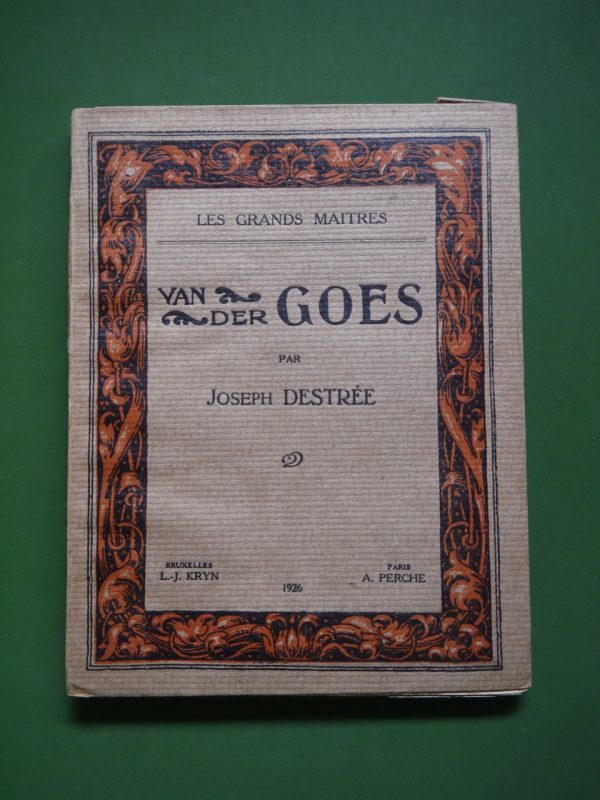 LES GRANDS MAITRES
VAN DER GOES
PAR
JOSEPH DESTRÉE
BRUXELLES
L.-J. KRYN
1926
PARIS
A. PERCHE